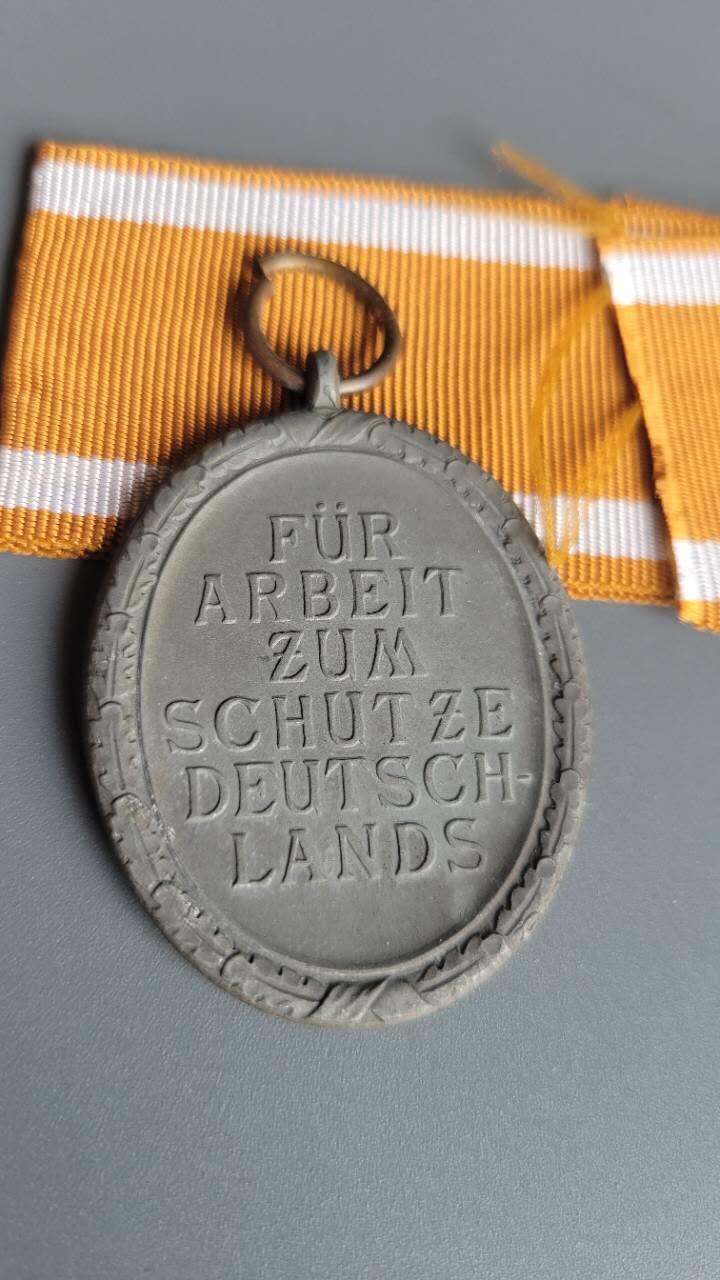 FÜR
ARBEIT
ZUM
SCHUTZE
DEUTSCH-
LANDS